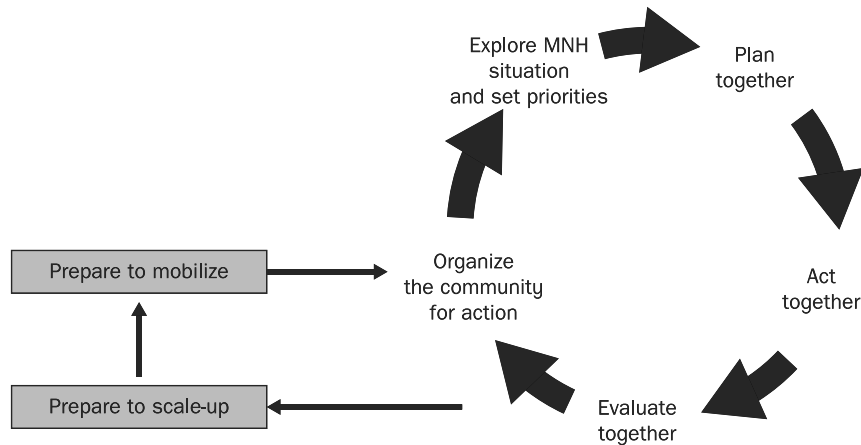 Explore MNH
situation
and set priorities
Plan
together
Act
together
Evaluate
together
Organize
the community
for action
Prepare to mobilize
Prepare to scale-up